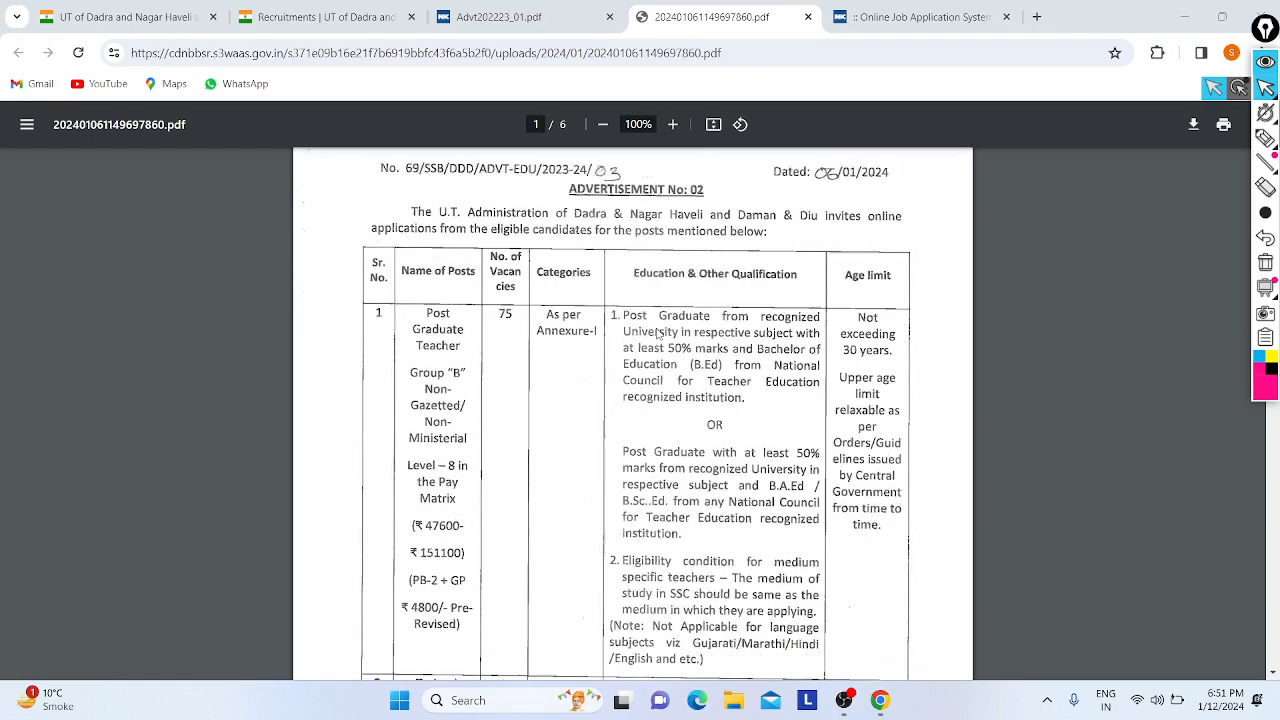 UT of Dadra and Nagar Haveli a
Recruitment | UT of Dadra and
Advt2223_01.pdf
202401061149697860.pdf
:: Online Job Application System
https://cdnbbsr.s3waas.gov.in/s371e09b16e21f7b6919bbfc43f6a5b2f0/uploads/2024/01/202401061149697860.pdf
S
Gmail
YouTube
Maps
WhatsApp
202401061149697860.pdf
1 / 6
100%
No. 69/SSB/DDD/ADVT-EDU/2023-24/03
Dated: 05/01/2024
ADVERTISEMENT No: 02
The U.T. Administration of Dadra & Nagar Haveli and Daman & Diu invites online
applications from the eligible candidates for the posts mentioned below:
Sr.
No.
Name of Posts
No. of
Vacan
cies
Categories
Education & Other Qualification
Age limit
1
Post
Graduate
Teacher
Group "B"
Non-
Gazetted/
Non-
Ministerial
Level – 8 in
the Pay
Matrix
(₹ 47600-
₹ 151100)
(PB-2 + GP
₹ 4800/- Pre-
Revised)
75
As per
Annexure-I
1. Post Graduate from recognized
University in respective subject with
at least 50% marks and Bachelor of
Education (B.Ed) from National
Council for Teacher Education
recognized institution.
OR
Post Graduate with at least 50%
marks from recognized University in
respective subject and B.A.Ed /
B.Sc..Ed. from any National Council
for Teacher Education recognized
institution.
2. Eligibility condition for medium
specific teachers – The medium of
study in SSC should be same as the
medium in which they are applying.
(Note: Not Applicable for language
subjects viz Gujarati/Marathi/Hindi
/English and etc.)
Not
exceeding
30 years.
Upper age
limit
relaxable as
per
Orders/Guid
elines issued
by Central
Government
from time to
time.
1
10°C
Smoke
Search
L
ENG
IN
6:51 PM
1/12/2024